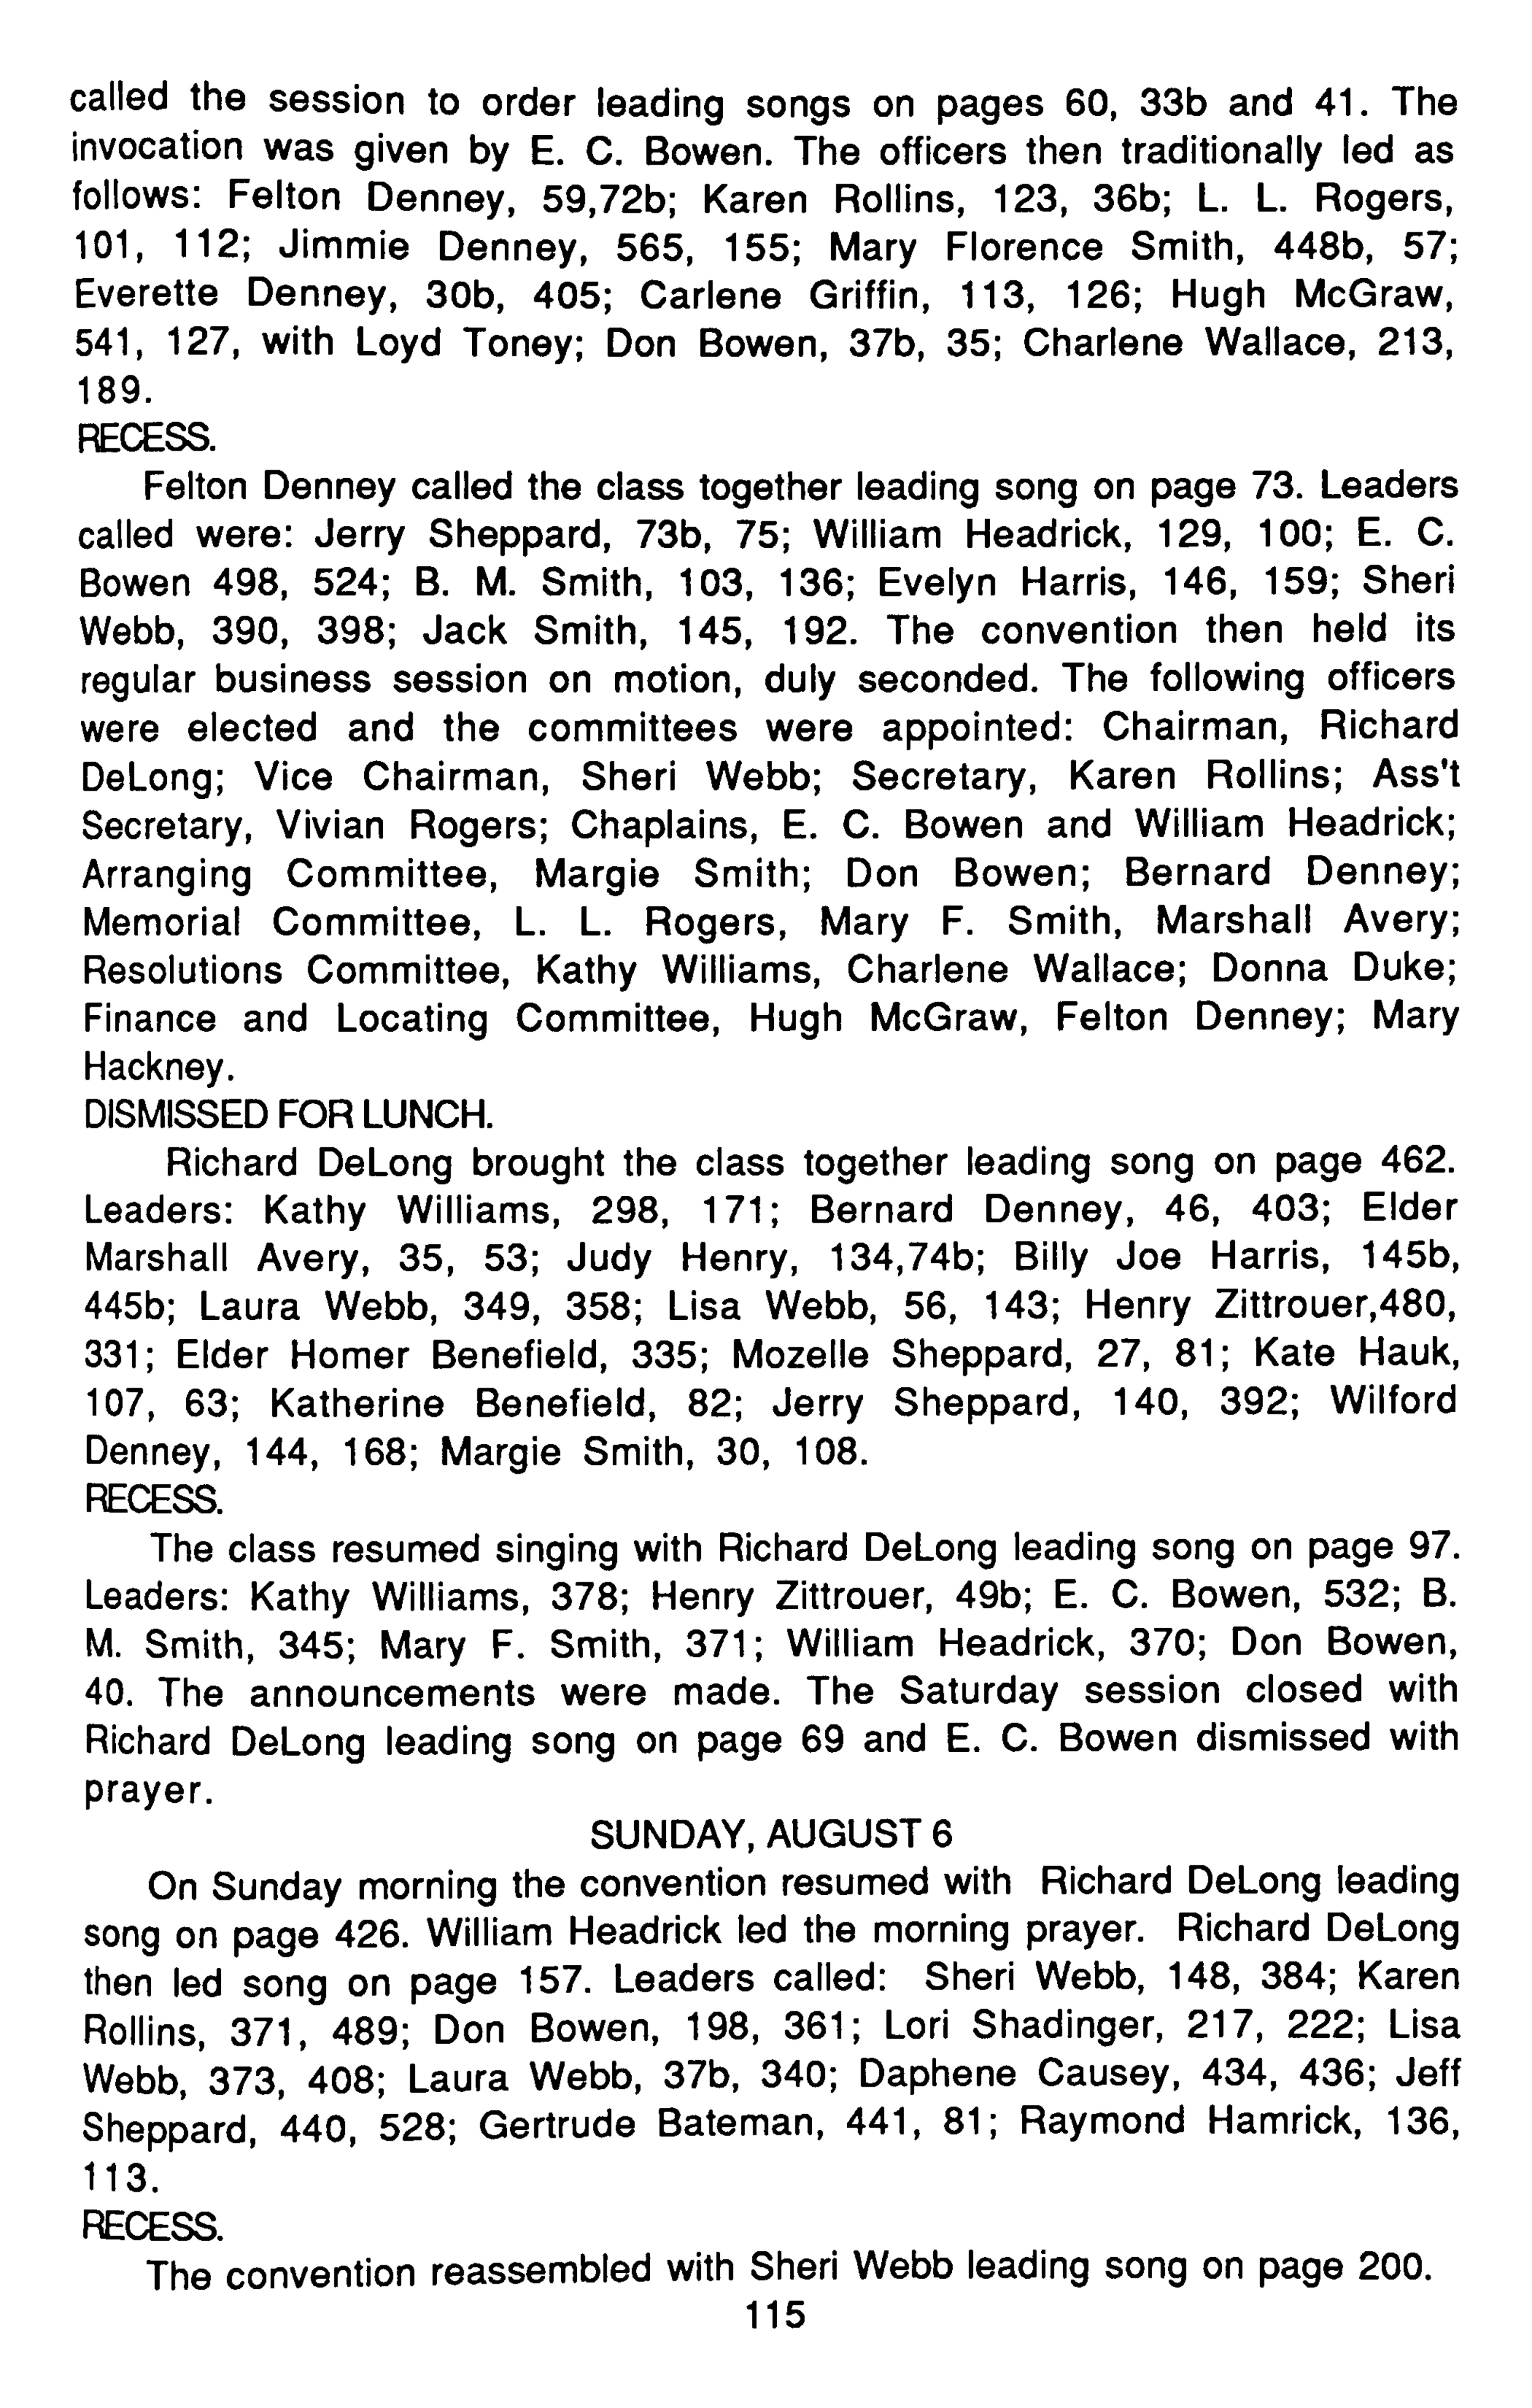 called the session to order leading songs on pages 60, 33b and 41. The
invocation was given by E. C. Bowen. The officers then traditionally led as
follows: Felton Denney, 59,72b; Karen Rollins, 123, 36b; L. L. Rogers,
101, 112; Jimmie Denney, 565, 155; Mary Florence Smith, 448b, 57;
Everette Denney, 30b, 405; Carlene Griffin, 113, 126; Hugh McGraw,
541, 127, with Loyd Toney; Don Bowen, 37b, 35; Charlene Wallace, 213,
189.
RECESS.
Felton Denney called the class together leading song on page 73. Leaders
called were: Jerry Sheppard, 73b, 75; William Headrick, 129, 100; E. C.
Bowen 498, 524; B. M. Smith, 103, 136; Evelyn Harris, 146, 159; Sheri
Webb, 390, 398; Jack Smith, 145, 192. The convention then held its
regular business session on motion, duly seconded. The following officers
were elected and the committees were appointed: Chairman, Richard
DeLong; Vice Chairman, Sheri Webb; Secretary, Karen Rollins; Ass't
Secretary, Vivian Rogers; Chaplains, E. C. Bowen and William Headrick;
Arranging Committee, Margie Smith; Don Bowen; Bernard Denney;
Memorial Committee, L. L. Rogers, Mary F. Smith, Marshall Avery;
Resolutions Committee, Kathy Williams, Charlene Wallace; Donna Duke;
Finance and Locating Committee, Hugh McGraw, Felton Denney; Mary
Hackney.
DISMISSED FOR LUNCH.
Richard DeLong brought the class together leading song on page 462.
Leaders: Kathy Williams, 298, 171; Bernard Denney, 46, 403; Elder
Marshall Avery, 35, 53; Judy Henry, 134,74b; Billy Joe Harris, 145b,
445b; Laura Webb, 349, 358; Lisa Webb, 56, 143; Henry Zittrouer,480,
331; Elder Homer Benefield, 335; Mozelle Sheppard, 27, 81; Kate Hauk,
107, 63; Katherine Benefield, 82; Jerry Sheppard, 140, 392; Wilford
Denney, 144, 168; Margie Smith, 30, 108.
RECESS.
The class resumed singing with Richard DeLong leading song on page 97.
Leaders: Kathy Williams, 378; Henry Zittrouer, 49b; E. C. Bowen, 532; B.
M. Smith, 345; Mary F. Smith, 371; William Headrick, 370; Don Bowen,
40. The announcements were made. The Saturday session closed with
Richard DeLong leading song on page 69 and E. C. Bowen dismissed with
prayer.
SUNDAY, AUGUST 6
On Sunday morning the convention resumed with Richard DeLong leading
song on page 426. William Headrick led the morning prayer. Richard DeLong
then led song on page 157. Leaders called: Sheri Webb, 148, 384; Karen
Rollins, 371, 489; Don Bowen, 198, 361; Lori Shadinger, 217, 222; Lisa
Webb, 373, 408; Laura Webb, 37b, 340; Daphene Causey, 434, 436; Jeff
Sheppard, 440, 528; Gertrude Bateman, 441, 81; Raymond Hamrick, 136,
113.
RECESS.
The convention reassembled with Sheri Webb leading song on page 200.
115